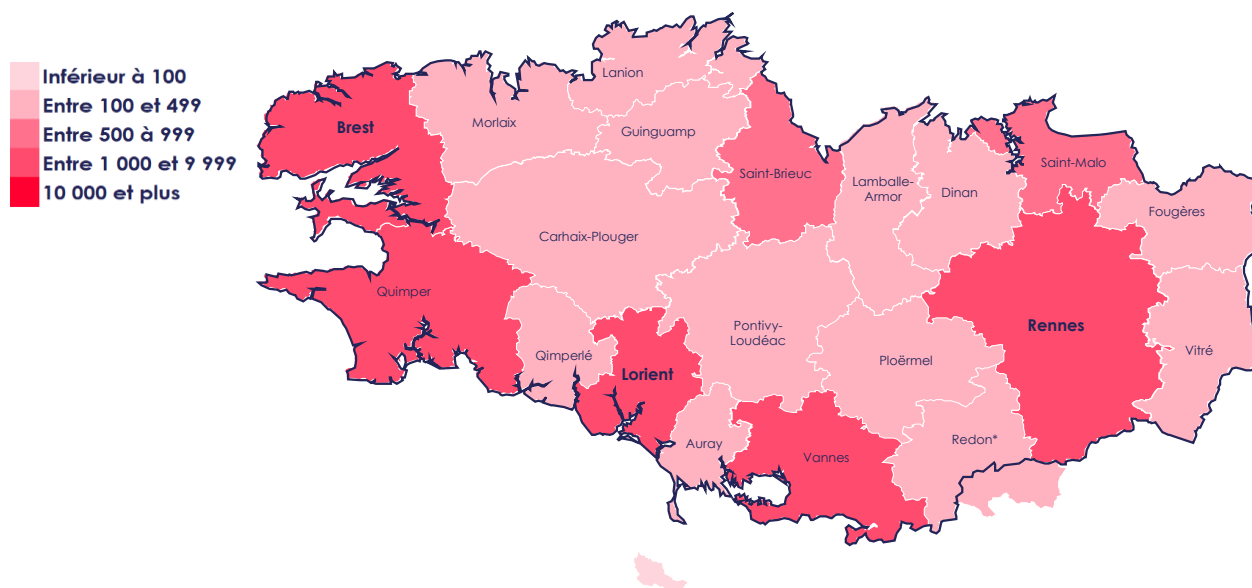 Inférieur à 100
Entre 100 et 499
Entre 500 à 999
Entre 1 000 et 9 999
10 000 et plus
Lanion
Brest
Morlaix
Guinguamp
Saint-Brieuc
Lamballe-
Armor
Dinan
Saint-Malo
Fougères
Carhaix-Plouger
Quimper
Qimperlé
Lorient
Pontivy-
Loudéac
Ploërmel
Rennes
Vitré
Auray
Vannes
Redon*